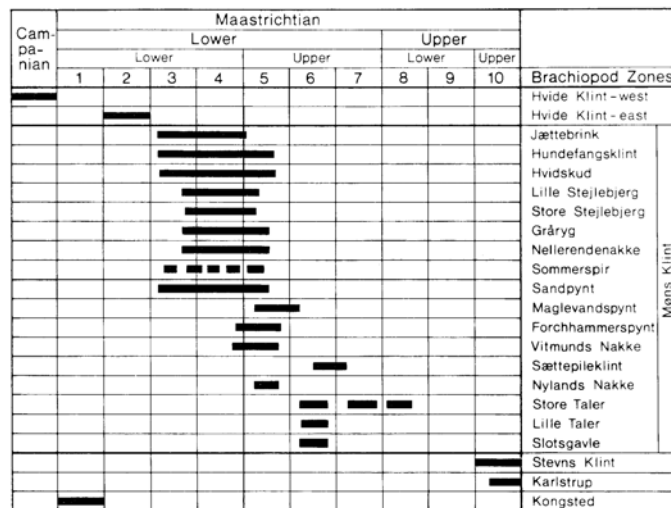 Cam-
pa-
nian
Maastrichtian
Lower
Upper
Lower
Upper
Lower
Upper
1
2
3
4
5
6
7
8
9
10
Brachiopod Zones
Hvide Klint-west
Hvide Klint-east
Jættebrink
Hundefangsklint
Hvidskud
Lille Stejlebjerg
Store Stejlebjerg
Gråryg
Nellerendenakke
Sommerspir
Sandpynt
Maglevandspynt
Forchhammerspynt
Vitmunds Nakke
Sættepileklint
Nylands Nakke
Store Taler
Lille Taler
Slotsgavle
Møns Klint
Stevns Klint
Karlstrup
Kongsted